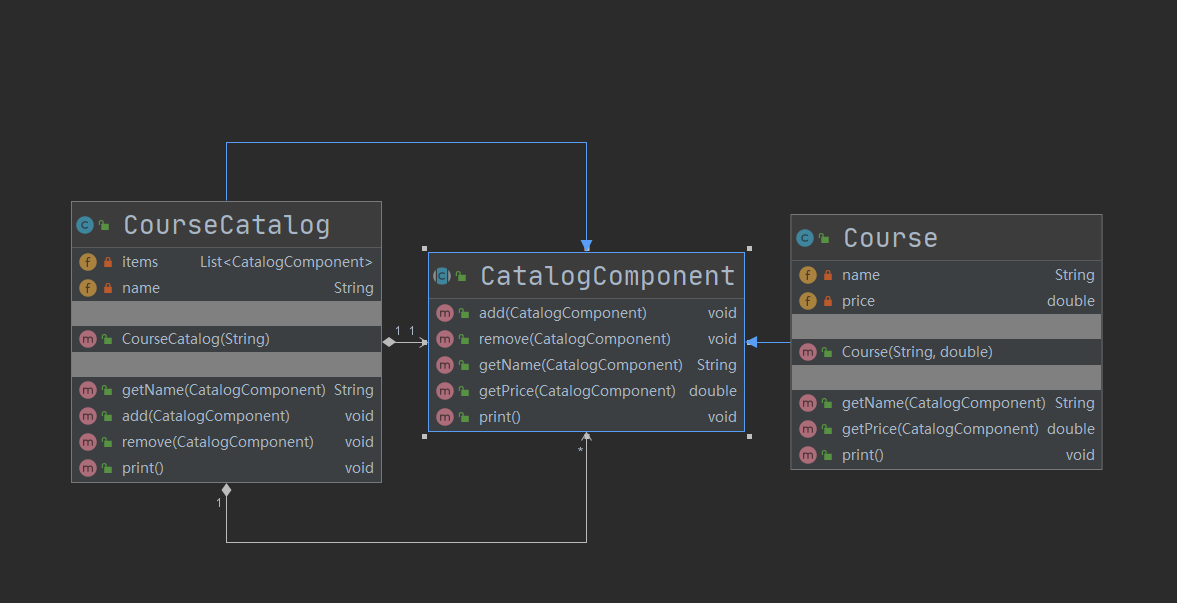 CourseCatalog
items List<CatalogComponent>
name String
CourseCatalog(String)
getName(CatalogComponent) String
add(CatalogComponent) void
remove(CatalogComponent) void
print() void
1 1
1
*
CatalogComponent
add(CatalogComponent) void
remove(CatalogComponent) void
getName(CatalogComponent) String
getPrice(CatalogComponent) double
print() void
Course
name String
price double
Course(String, double)
getName(CatalogComponent) String
getPrice(CatalogComponent) double
print() void